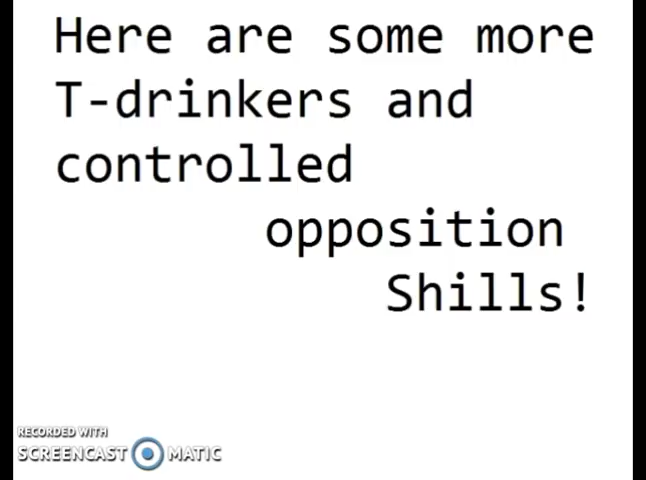 Here are some more
T-drinkers and
controlled
opposition
Shills!
RECORDED WITH
SCREENCAST MATIC